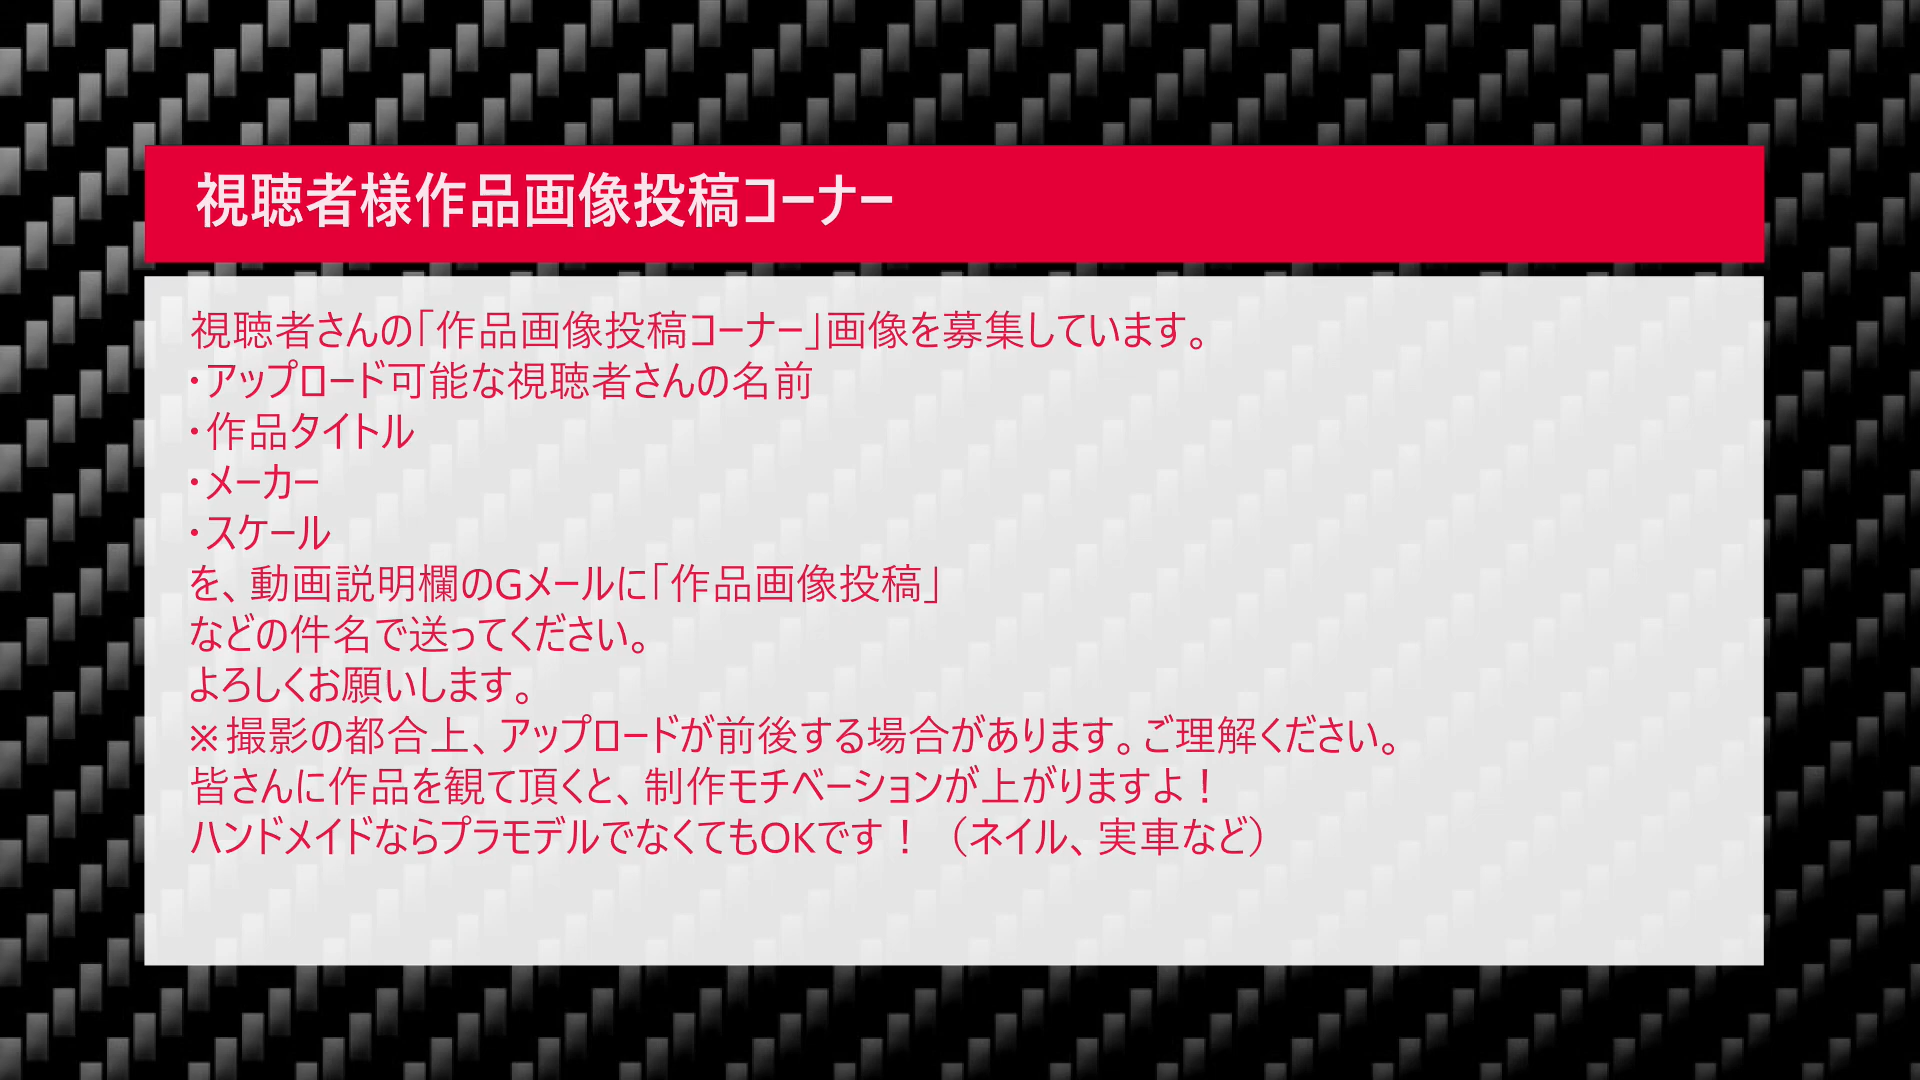 視聴者様作品画像投稿コーナー
視聴者さんの「作品画像投稿コーナー」画像を募集しています。
・アップロード可能な視聴者さんの名前
・作品タイトル
・メーカー
・スケール
を、動画説明欄のGメールに「作品画像投稿」
などの件名で送ってください。
よろしくお願いします。
※撮影の都合上、アップロードが前後する場合があります。ご理解ください。
皆さんに作品を観て頂くと、制作モチベーションが上がりますよ！
ハンドメイドならプラモデルでなくてもOKです！　（ネイル、実車など）